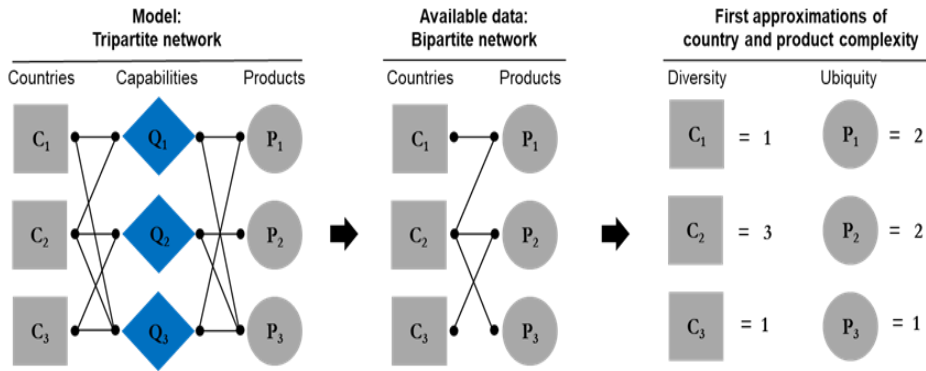 Model:
Tripartite network
Available data:
Bipartite network
First approximations of
country and product complexity
Countries Capabilities Products
Countries Products
Diversity Ubiquity
C₁ Q₁ P₁
C₁ P₁
C₁ = 1 P₁ = 2
C₂ Q₂ P₂
C₂ P₂
C₂ = 3 P₂ = 2
C₃ Q₃ P₃
C₃ P₃
C₃ = 1 P₃ = 1